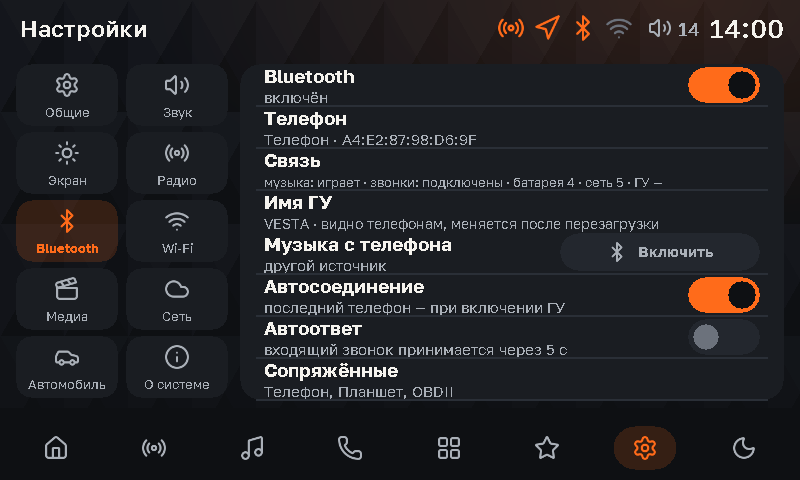 Настройки
14
14:00
Общие
Звук
Экран
Радио
Bluetooth
Wi-Fi
Медиа
Сеть
Автомобиль
О системе
Bluetooth
включён
Телефон
Телефон · A4:E2:87:98:D6:9F
Связь
музыка: играет · звонки: подключены · батарея 4 · сеть 5 · ГУ —
Имя ГУ
VESTA · видно телефонам, меняется после перезагрузки
Музыка с телефона
другой источник
Включить
Автосоединение
последний телефон — при включении ГУ
Автоответ
входящий звонок принимается через 5 с
Сопряжённые
Телефон, Планшет, OBDII